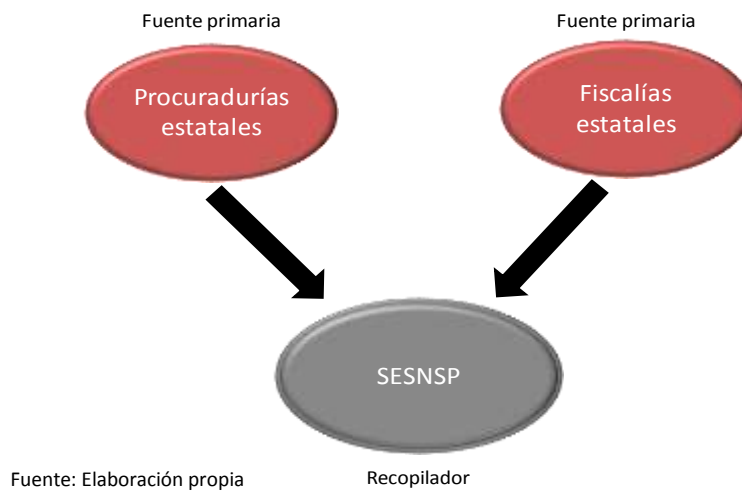 Fuente primaria
Fuente primaria
Procuradurías
estatales
Fiscalías
estatales
SESNSP
Fuente: Elaboración propia
Recopilador